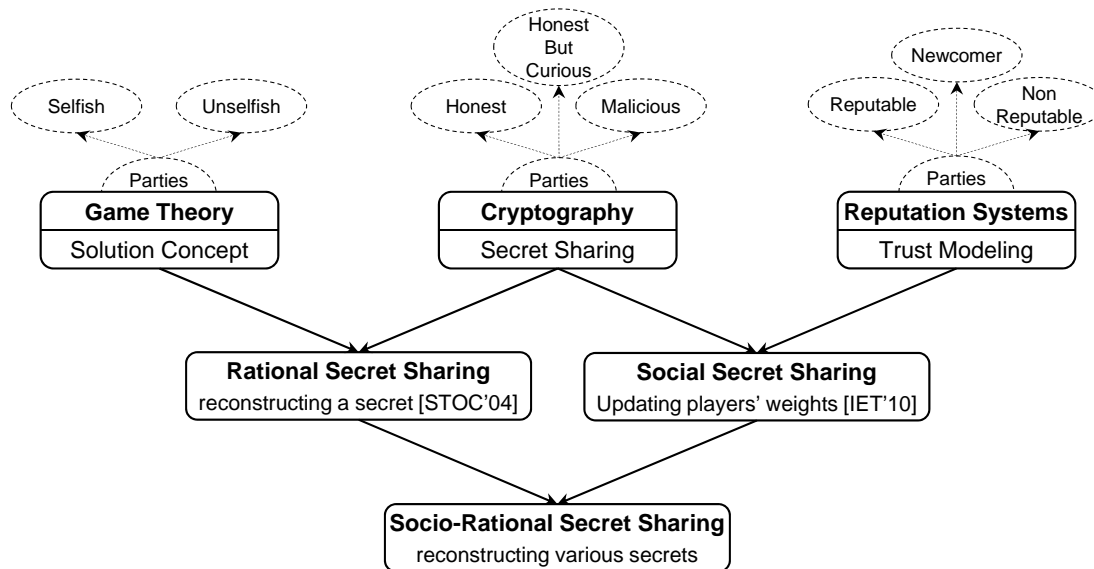 Honest
But
Curious
Newcomer
Selfish
Unselfish
Honest
Malicious
Reputable
Non
Reputable
Parties
Parties
Parties
Game Theory
Solution Concept
Cryptography
Secret Sharing
Reputation Systems
Trust Modeling
Rational Secret Sharing
reconstructing a secret [STOC’04]
Social Secret Sharing
Updating players’ weights [IET’10]
Socio-Rational Secret Sharing
reconstructing various secrets